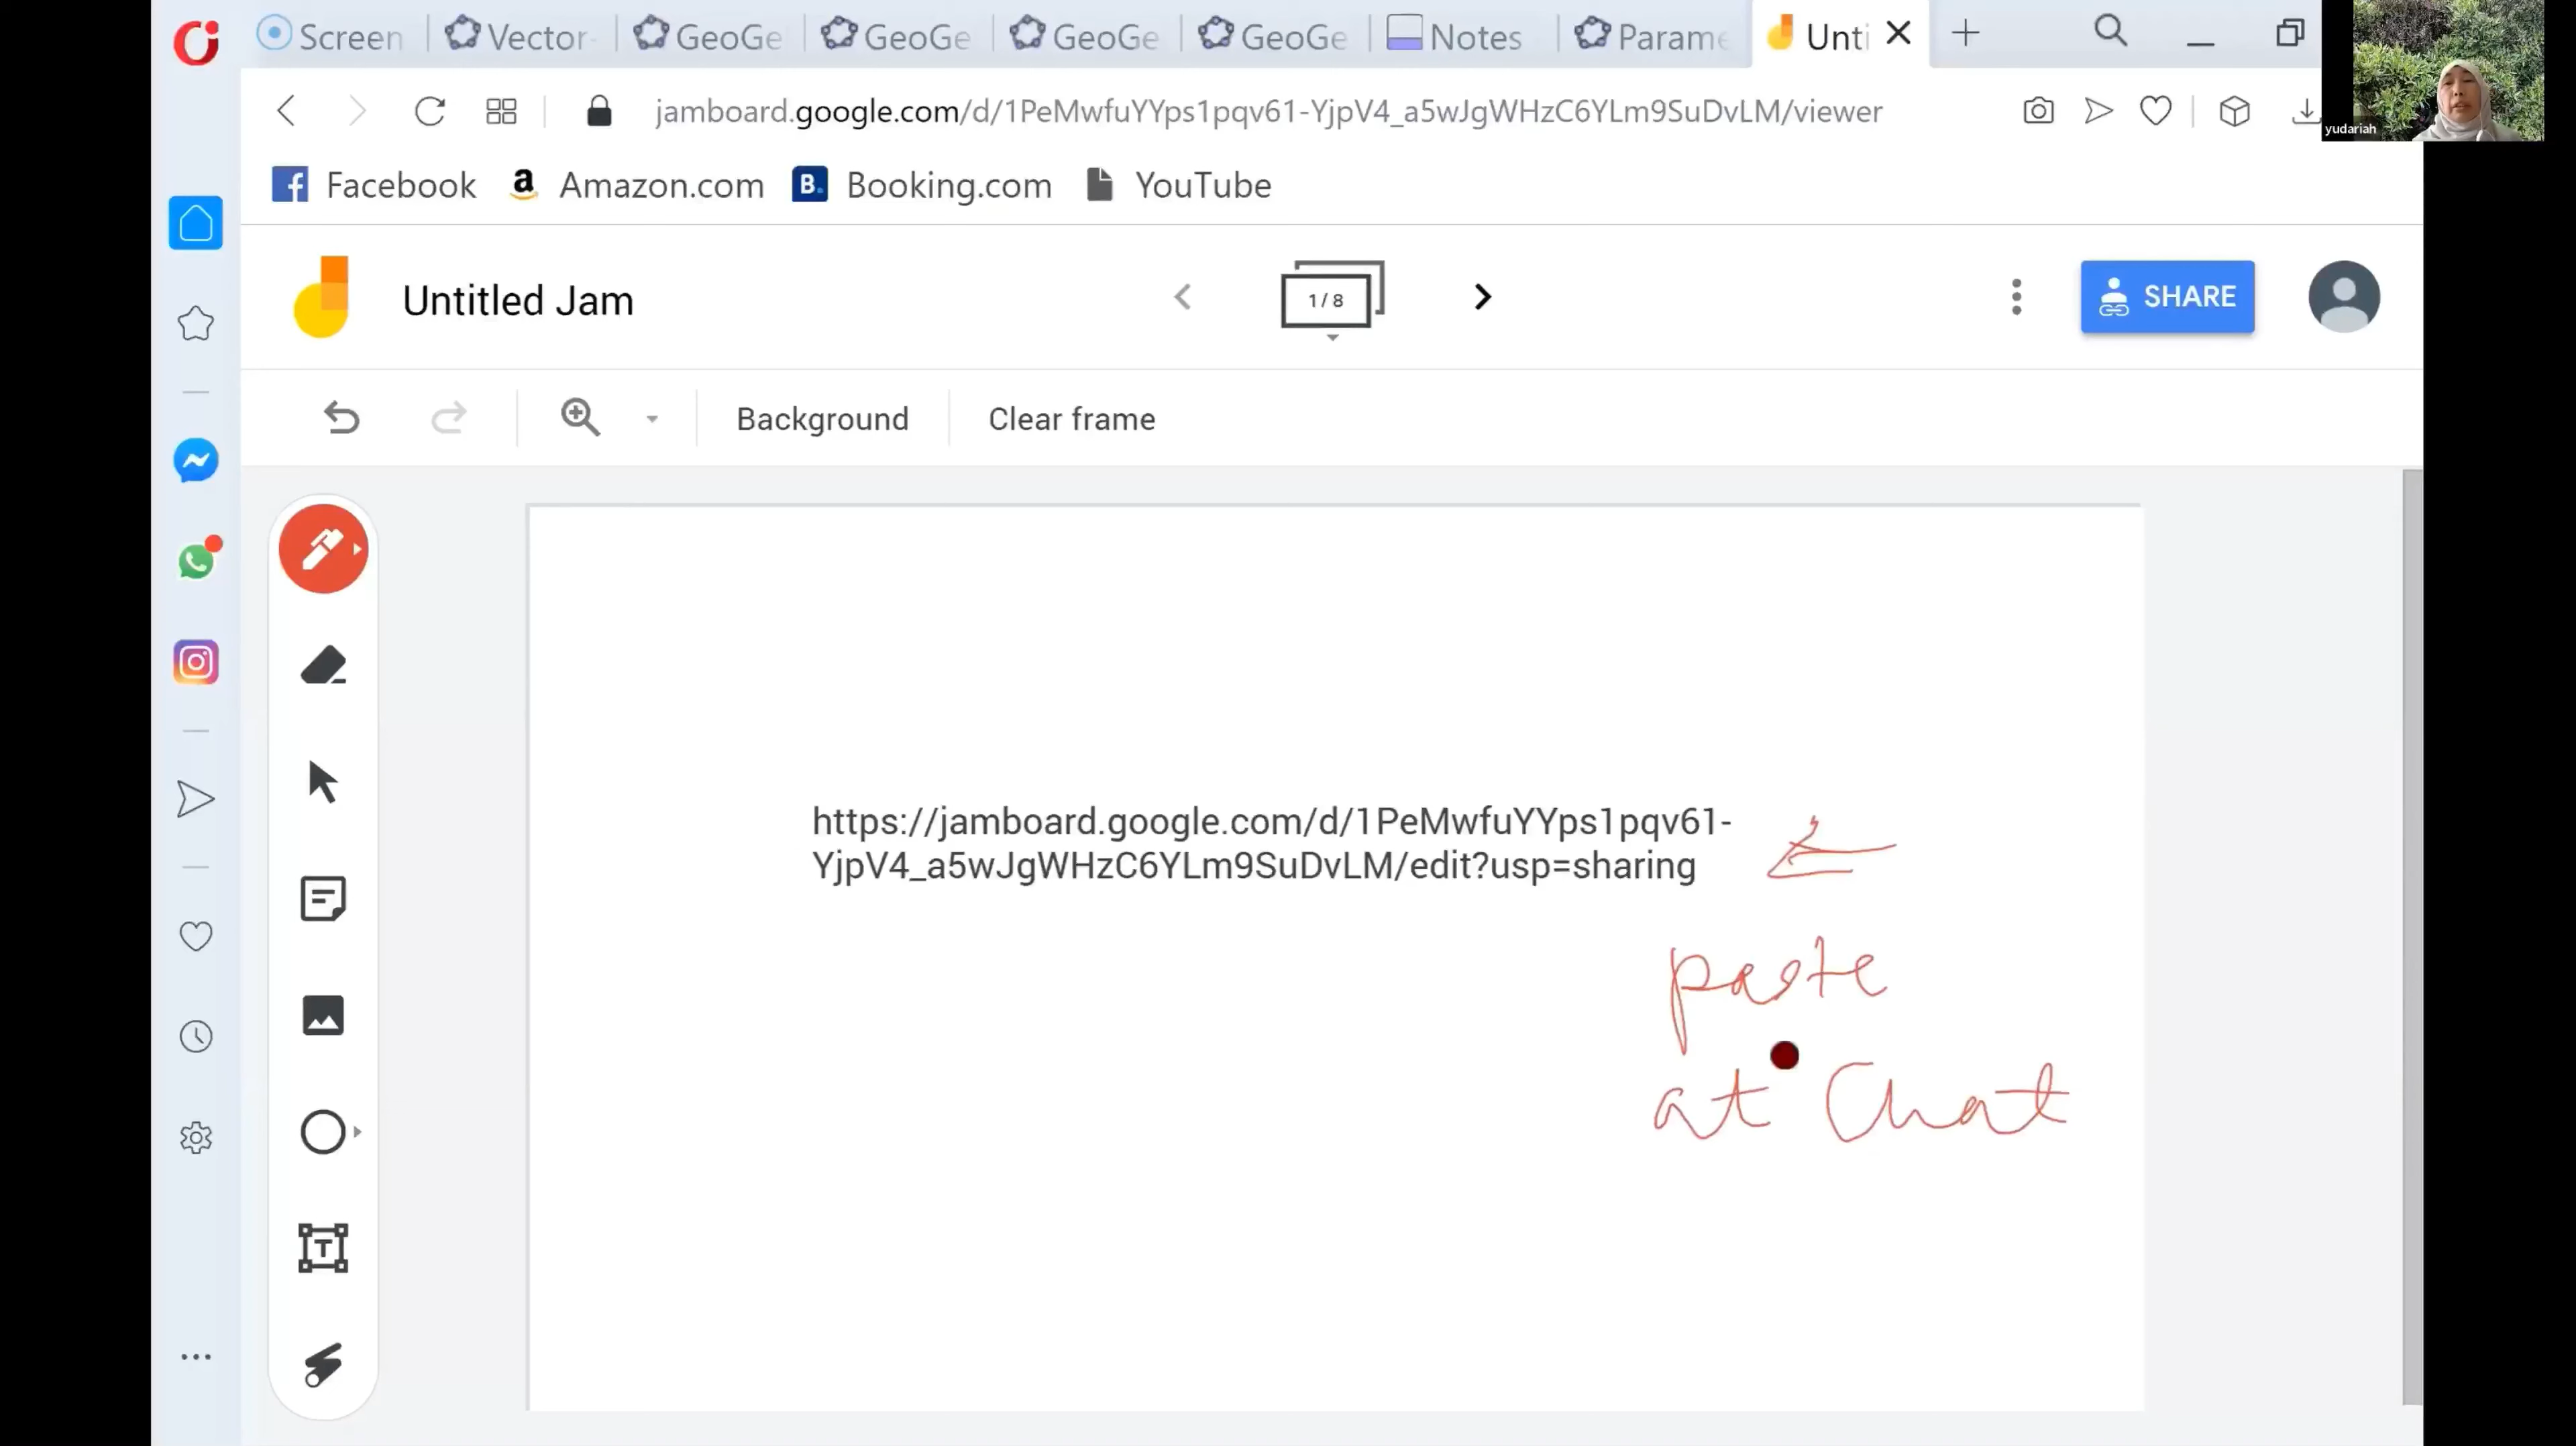 Screen Vector- GeoGe GeoGe GeoGe GeoGe Notes Parame Unti
jamboard.google.com/d/1PeMwfuYYps1pqv61-YjpV4_a5wJgWHzC6YLm9SuDvLM/viewer
yudariah
Facebook Amazon.com Booking.com YouTube
Untitled Jam 1 / 8 SHARE
Background Clear frame
https://jamboard.google.com/d/1PeMwfuYYps1pqv61-
YjpV4_a5wJgWHzC6YLm9SuDvLM/edit?usp=sharing
paste
at Chat